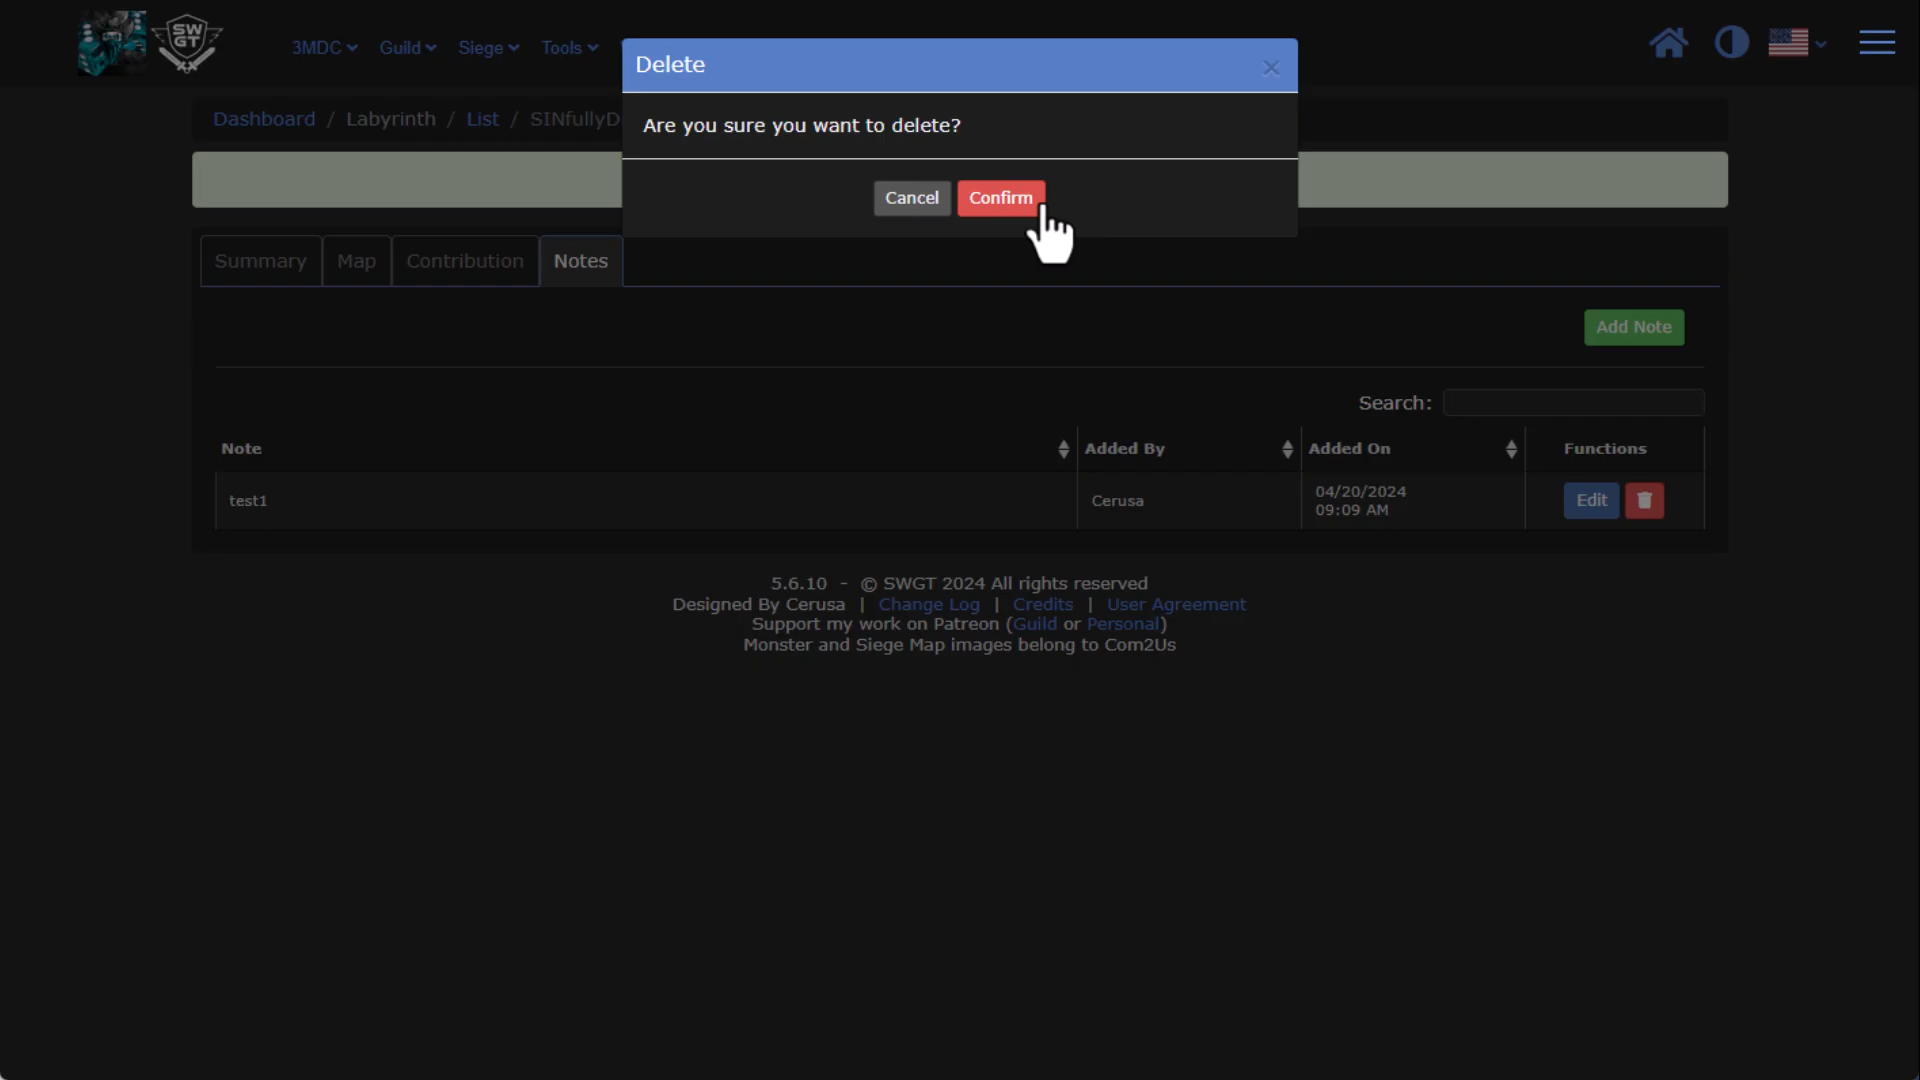 SW
GT
3MDC Guild Siege Tools
Delete
×
Dashboard / Labyrinth / List /
Are you sure you want to delete?
Cancel Confirm
Summary Map Contribution Notes
Add Note
Search:
Note Added By Added On Functions
test1 Cerusa 04/20/2024
09:09 AM
Edit
5.6.10 - © SWGT 2024 All rights reserved
Designed By Cerusa | Change Log | Credits | User Agreement
Support my work on Patreon (Guild or Personal)
Monster and Siege Map images belong to Com2Us